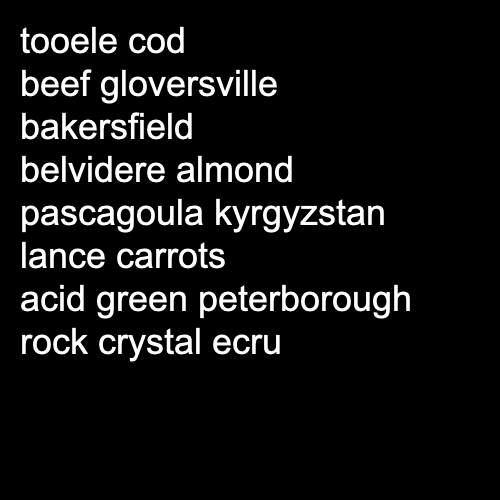 tooele cod
beef gloversville
bakersfield
belvidere almond
pascagoula kyrgyzstan
lance carrots
acid green peterborough
rock crystal ecru